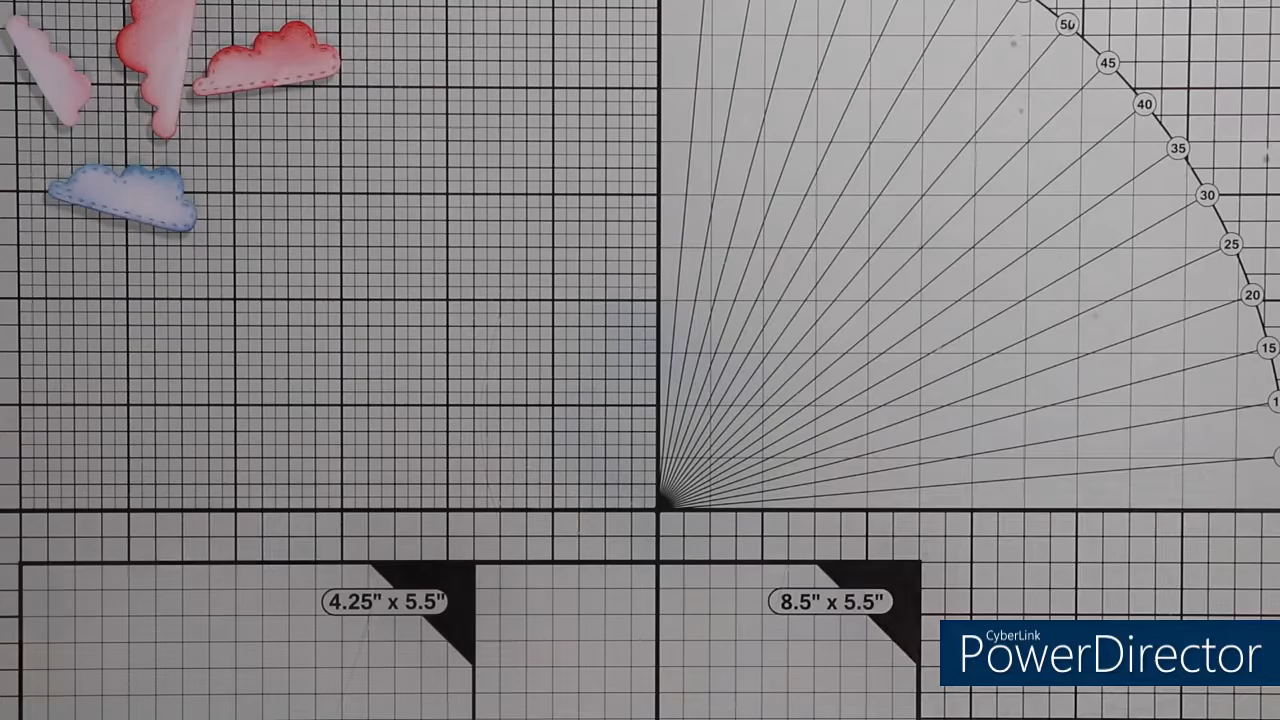 50
45
40
35
30
25
20
15
4.25" x 5.5"
8.5" x 5.5"
CyberLink
PowerDirector